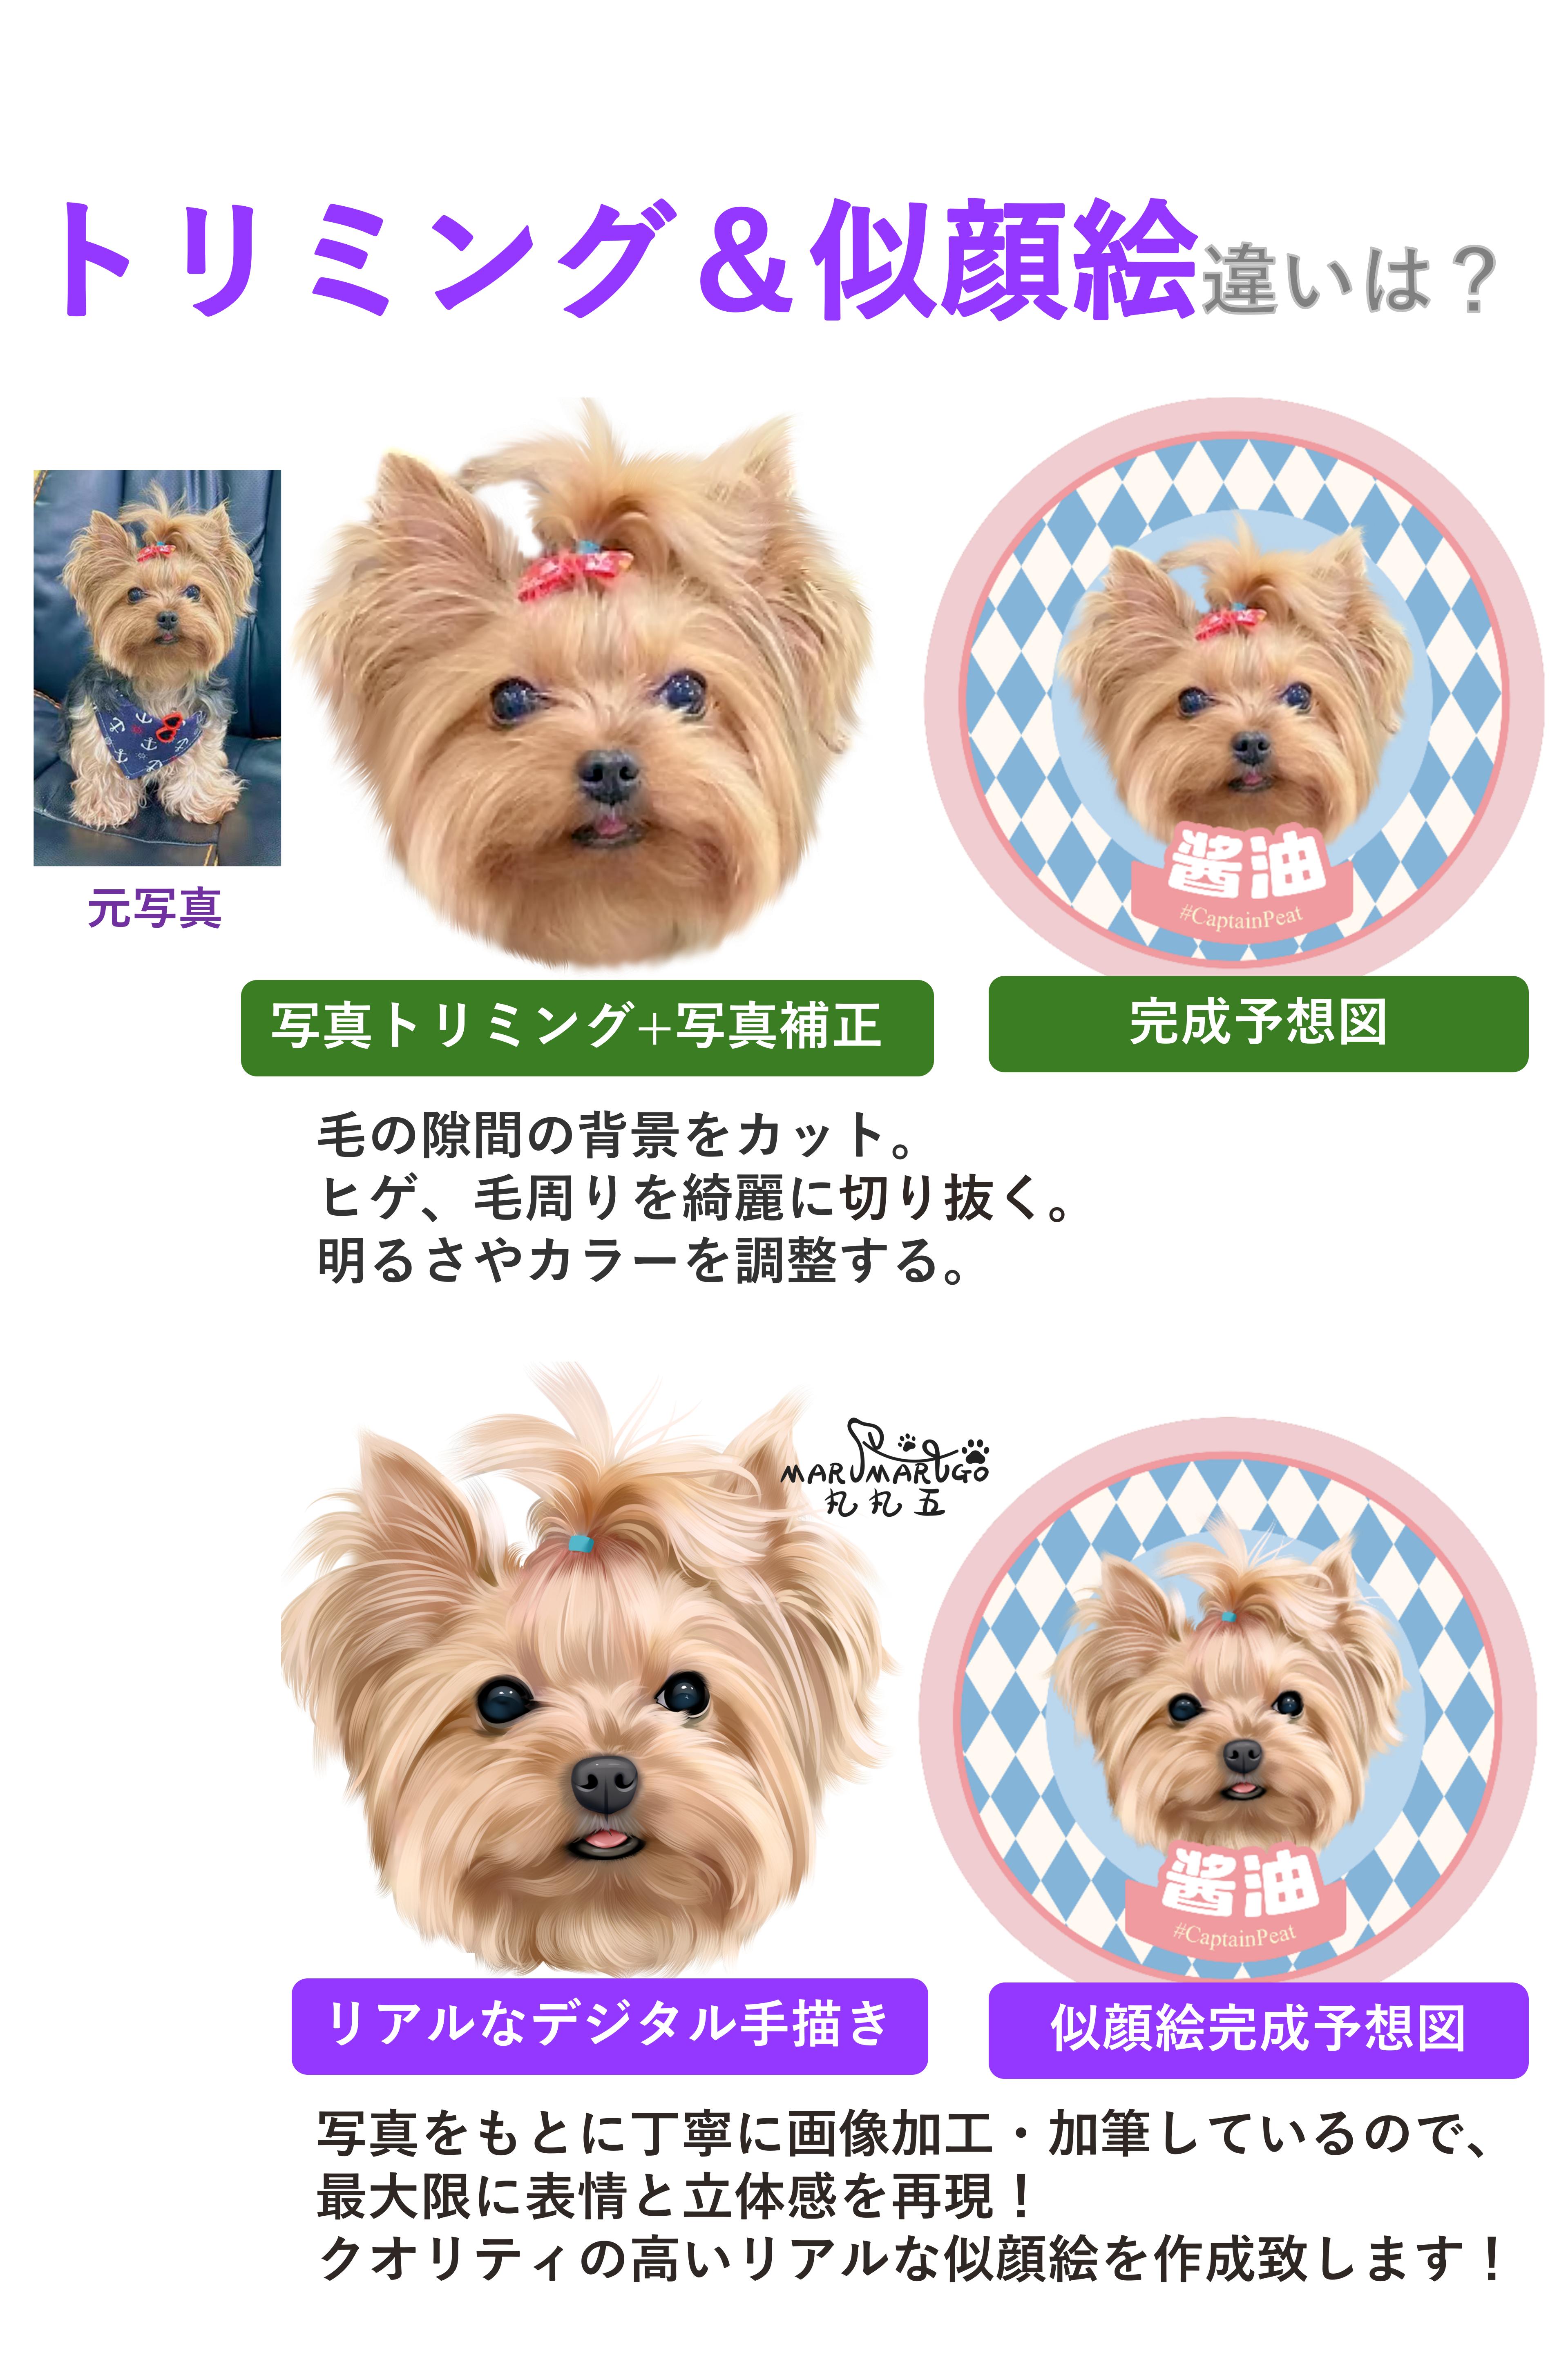 トリミング&似顔絵違いは？
元写真
醬油
#CaptainPeat
写真トリミング+写真補正
完成予想図
毛の隙間の背景をカット。
ヒゲ、毛周りを綺麗に切り抜く。
明るさやカラーを調整する。
MARUMARUGO
丸丸五
醬油
#CaptainPeat
リアルなデジタル手描き
似顔絵完成予想図
写真をもとに丁寧に画像加工・加筆しているので、
最大限に表情と立体感を再現！
クオリティの高いリアルな似顔絵を作成致します！